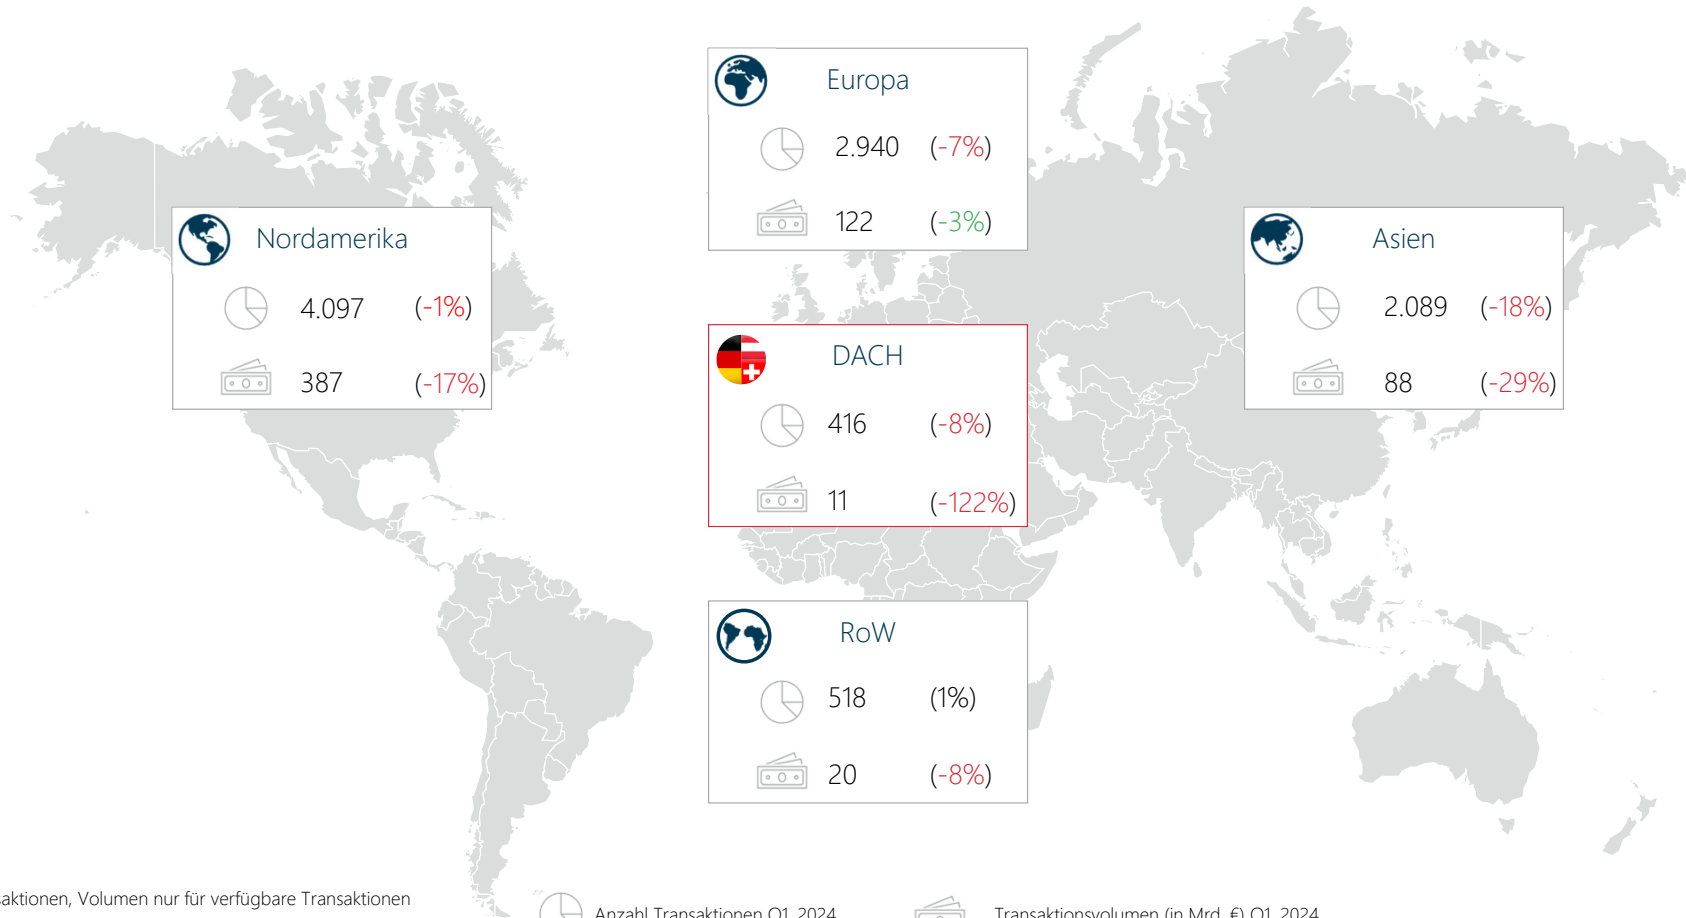 Europa
2.940 (-7%)
122 (-3%)
Nordamerika
4.097 (-1%)
387 (-17%)
Asien
2.089 (-18%)
88 (-29%)
DACH
416 (-8%)
11 (-122%)
RoW
518 (1%)
20 (-8%)
Volumen nur für verfügbare Transaktionen
Anzahl Transaktionen Q1 2024
Transaktionsvolumen (in Mrd. €) Q1 2024